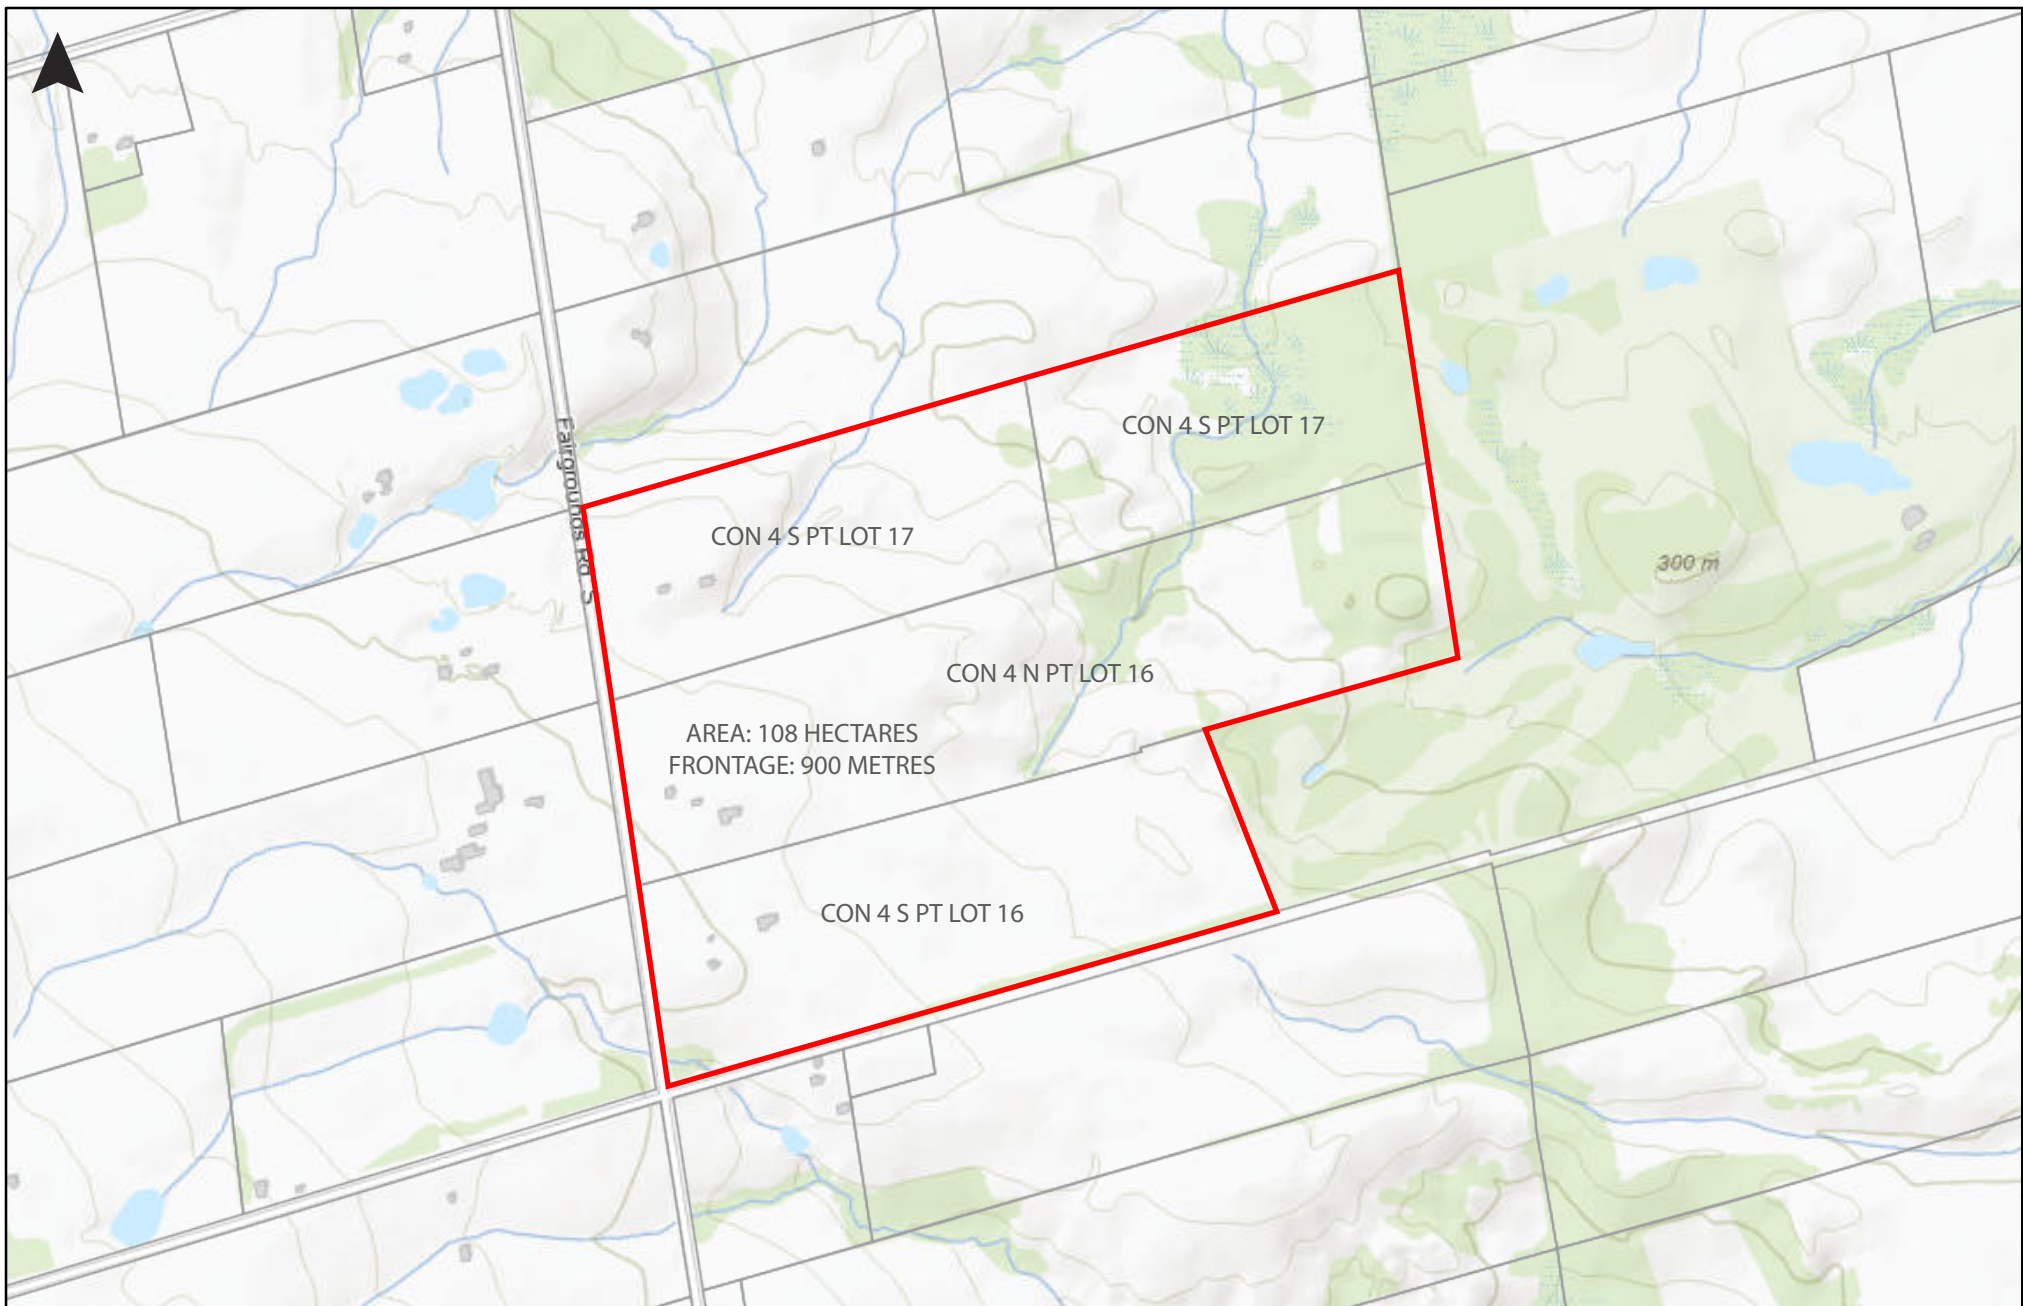 CON 4 S PT LOT 17
Fairgrounds Rd. S
CON 4 S PT LOT 17
300 m
CON 4 N PT LOT 16
AREA: 108 HECTARES
FRONTAGE: 900 METRES
CON 4 S PT LOT 16